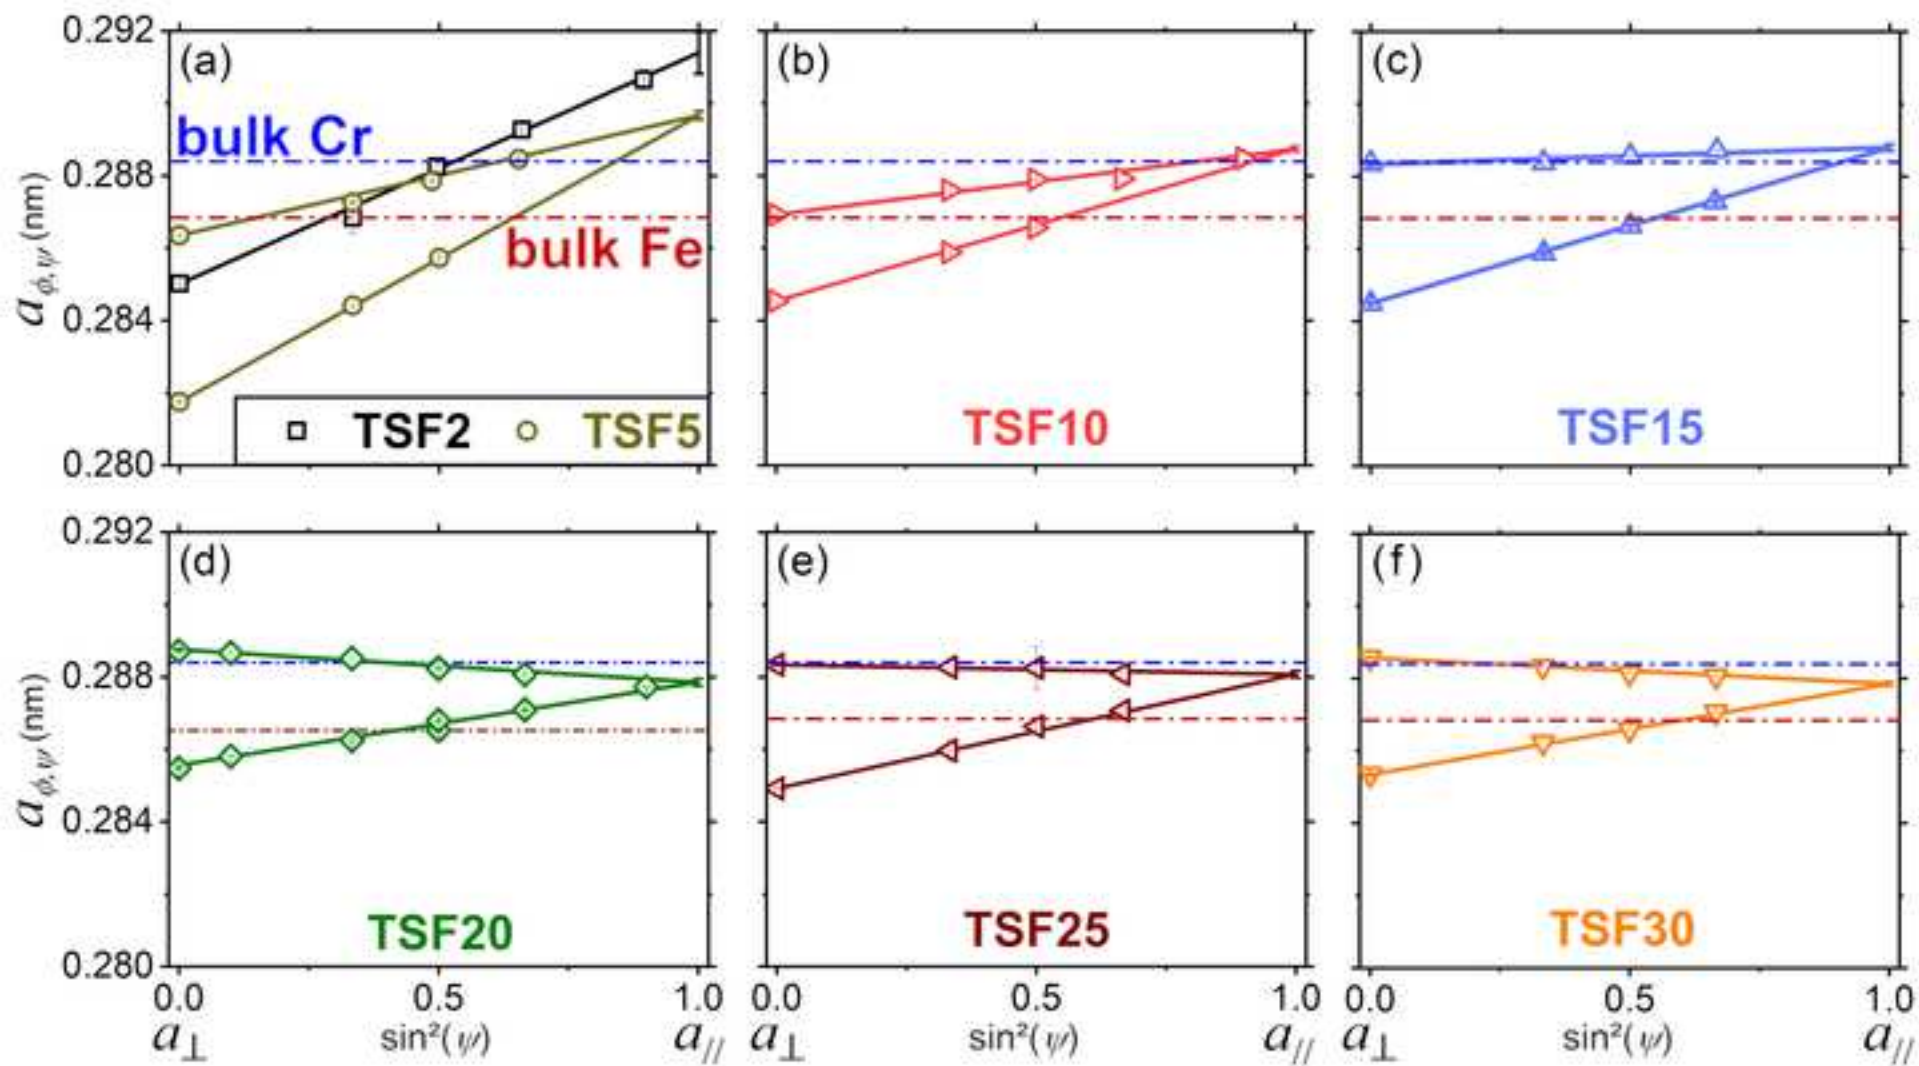 0.292
(a)
(b)
(c)
bulk Cr
0.288
bulk Fe
a_{ϕ,ψ} (nm)
0.284
TSF2 TSF5
TSF10
TSF15
0.280
0.292
(d)
(e)
(f)
0.288
a_{ϕ,ψ} (nm)
0.284
TSF20
TSF25
TSF30
0.280
0.0 0.5 1.0 0.0 0.5 1.0 0.0 0.5 1.0
a⊥ sin²(ψ) a// a⊥ sin²(ψ) a// a⊥ sin²(ψ) a//